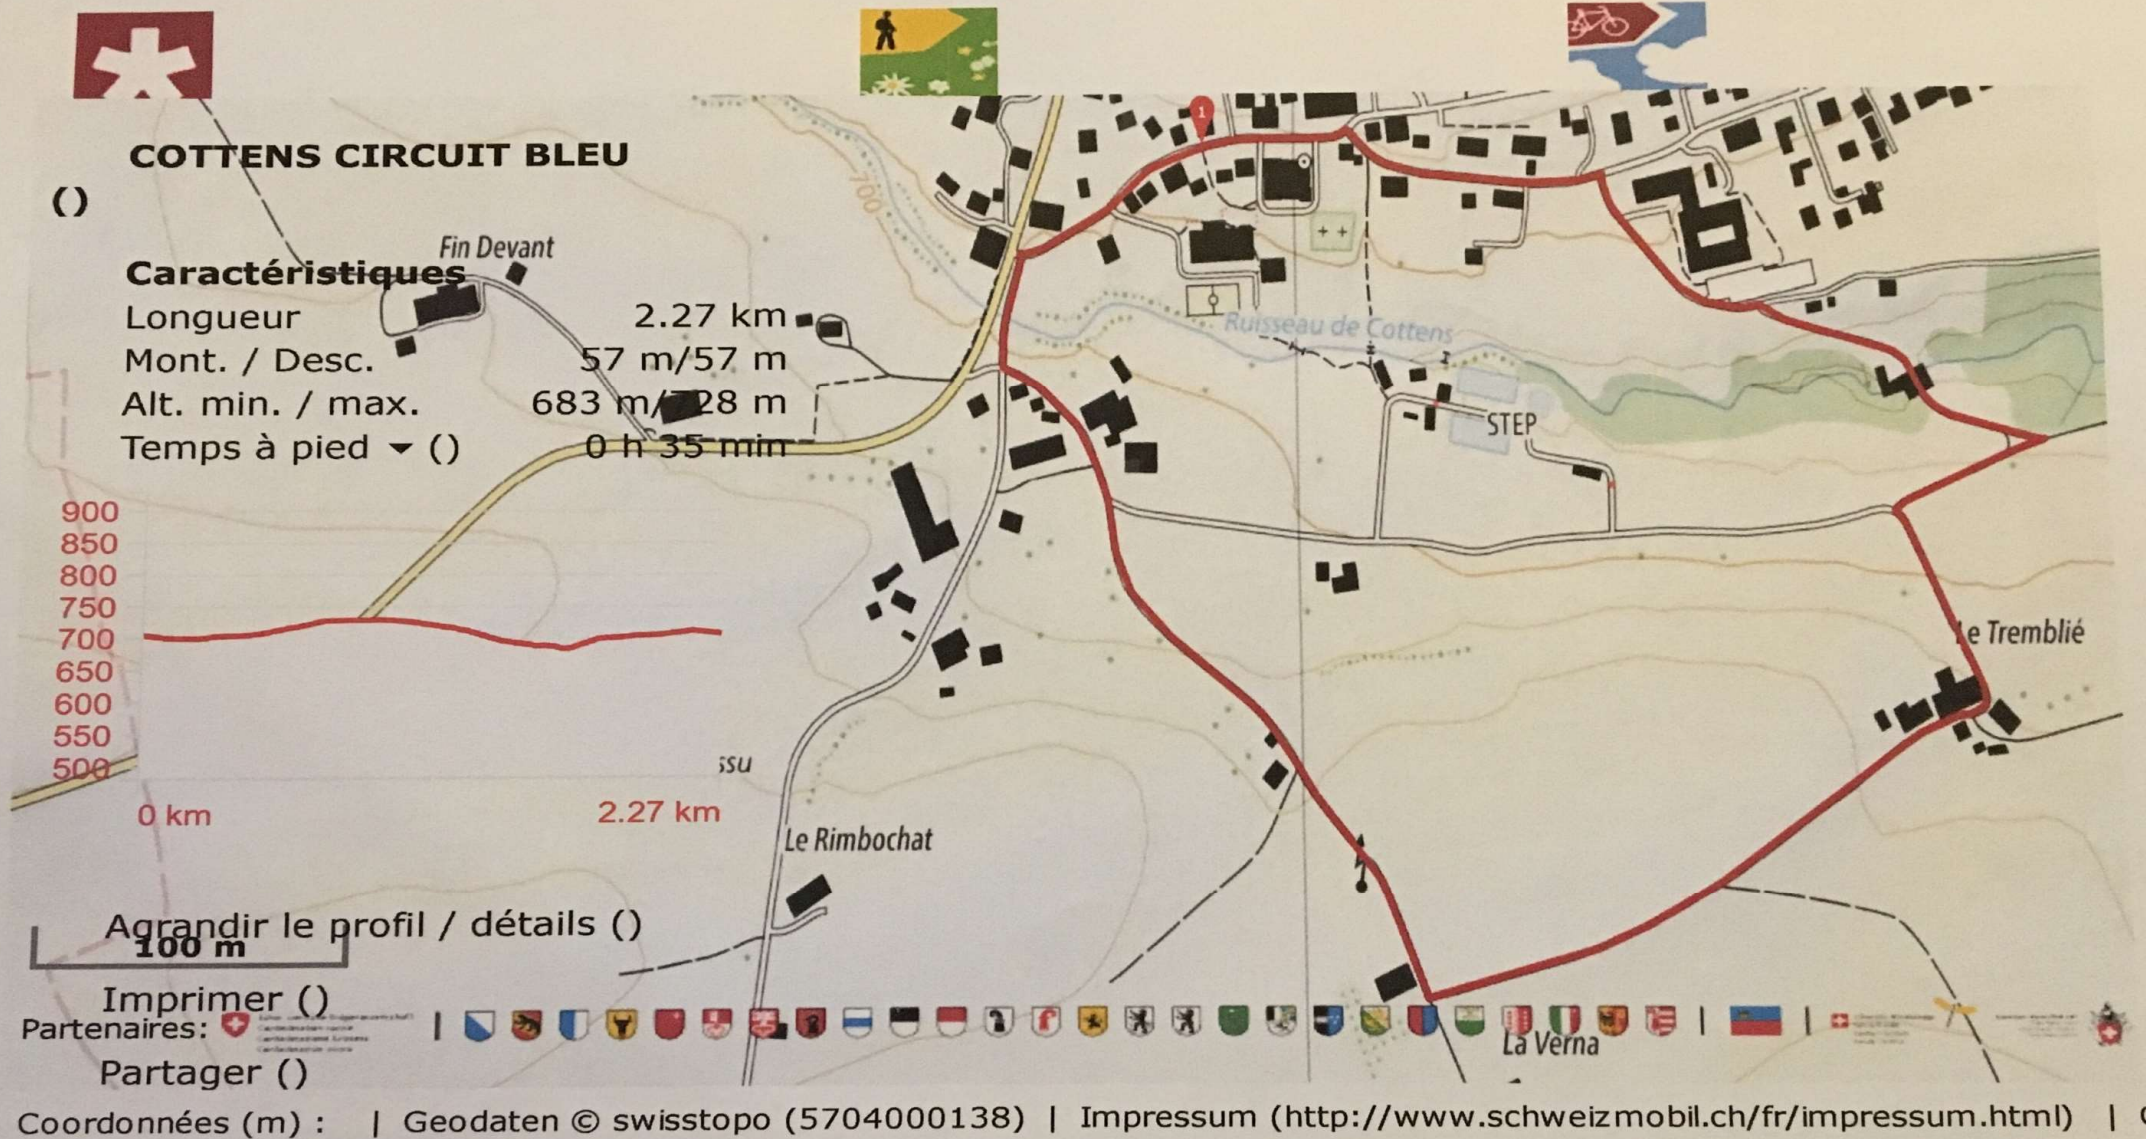 1
COTTENS CIRCUIT BLEU
()
700
Fin Devant
Caractéristiques
Longueur 2.27 km
Mont. / Desc. 57 m/57 m
Alt. min. / max. 683 m/728 m
Temps à pied () 0 h 35 min
Ruisseau de Cottens
STEP
900
850
800
750
700
650
600
550
500
0 km 2.27 km
Le Tremblié
ssu
Le Rimbochat
Agrandir le profil / détails ()
100 m
Imprimer ()
Partenaires:
La Verna
Partager ()
Coordonnées (m) : | Geodaten © swisstopo (5704000138) | Impressum (http://www.schweizmobil.ch/fr/impressum.html) |